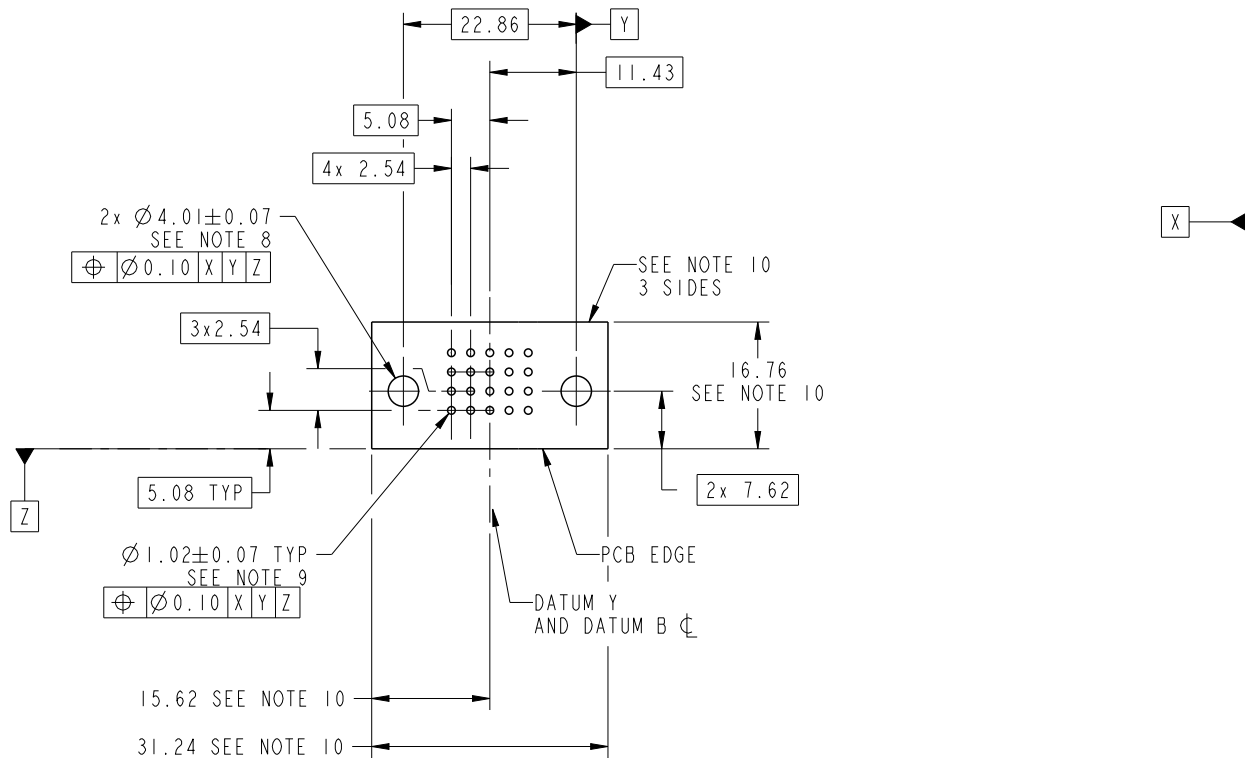 22.86
Y
11.43
5.08
4x 2.54
2x Ø4.01±0.07
SEE NOTE 8
⌖ Ø0.10 X Y Z
X
SEE NOTE 10
3 SIDES
3x2.54
16.76
SEE NOTE 10
5.08 TYP
2x 7.62
Z
Ø1.02±0.07 TYP
SEE NOTE 9
⌖ Ø0.10 X Y Z
PCB EDGE
DATUM Y
AND DATUM B ℄
15.62 SEE NOTE 10
31.24 SEE NOTE 10